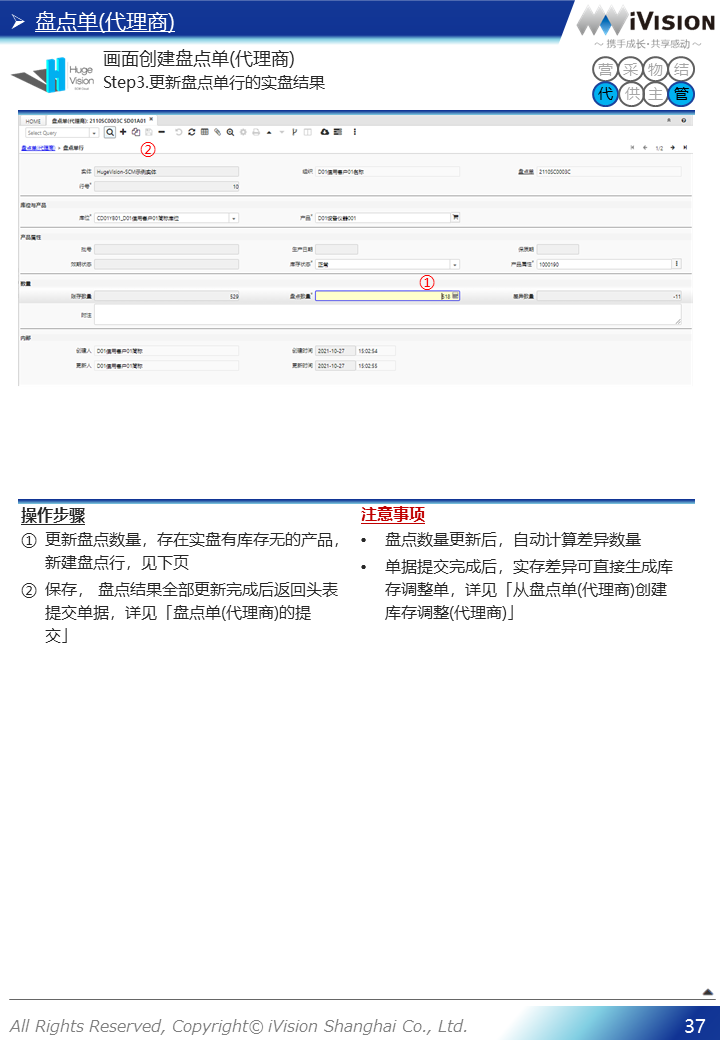 ➢ 盘点单(代理商)
iVISION
～ 携手成长·共享感动 ～
Huge Vision
画面创建盘点单(代理商)
Step3.更新盘点单行的实盘结果
营 采 物 结
代 供 主 管
HOME 盘点单(代理商): 2110SC0003C SD01A01 ×
Select Query
②
盘点单(代理商) > 盘点单行
1/2
实体 HugeVision-SCM示例实体 组织 D01信用客户01名称 盘点单 2110SC0003C
行号* 10
库位与产品
库位* CD01YB01_D01信用客户01简称库位 产品* D01设备仪器001
产品属性
批号 生产日期 保质期
效期状态 库存状态* 正常 产品属性* 1000190
数量
①
账存数量 529 盘点数量* 518 差异数量 -11
附注
内部
创建人 D01信用客户01简称 创建时间 2021-10-27 15:02:54
更新人 D01信用客户01简称 更新时间 2021-10-27 15:02:55
操作步骤
① 更新盘点数量，存在实盘有库存无的产品，
新建盘点行，见下页
② 保存， 盘点结果全部更新完成后返回头表
提交单据，详见「盘点单(代理商)的提
交」
注意事项
• 盘点数量更新后，自动计算差异数量
• 单据提交完成后，实存差异可直接生成库
存调整单，详见「从盘点单(代理商)创建
库存调整(代理商)」
All Rights Reserved, Copyright© iVision Shanghai Co., Ltd.
37